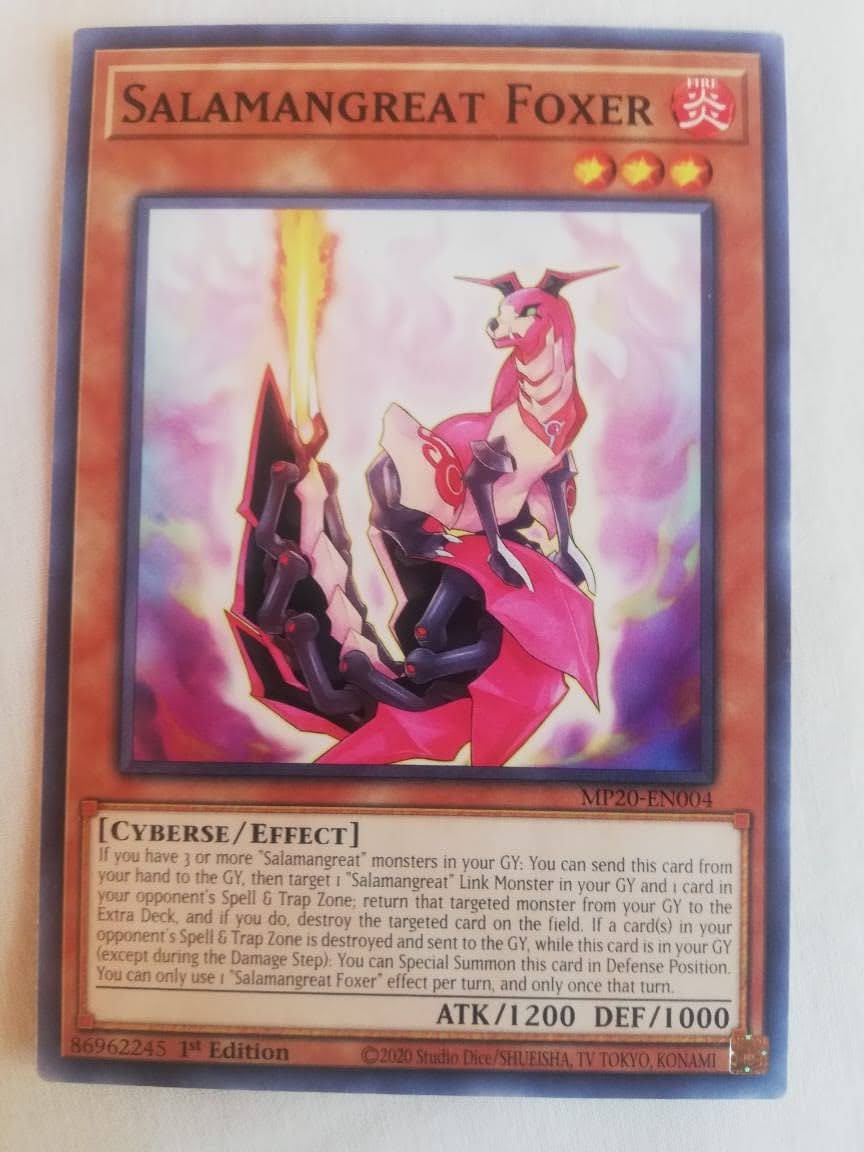 Salamangreat Foxer
FIRE
炎
MP20-EN004
[Cyberse/Effect]
If you have 3 or more "Salamangreat" monsters in your GY: You can send this card from
your hand to the GY, then target 1 "Salamangreat" Link Monster in your GY and 1 card in
your opponent's Spell & Trap Zone; return that targeted monster from your GY to the
Extra Deck, and if you do, destroy the targeted card on the field. If a card(s) in your
opponent's Spell & Trap Zone is destroyed and sent to the GY, while this card is in your GY
(except during the Damage Step): You can Special Summon this card in Defense Position.
You can only use 1 "Salamangreat Foxer" effect per turn, and only once that turn.
ATK/1200 DEF/1000
86962245 1st Edition
©2020 Studio Dice/SHUEISHA, TV TOKYO, KONAMI